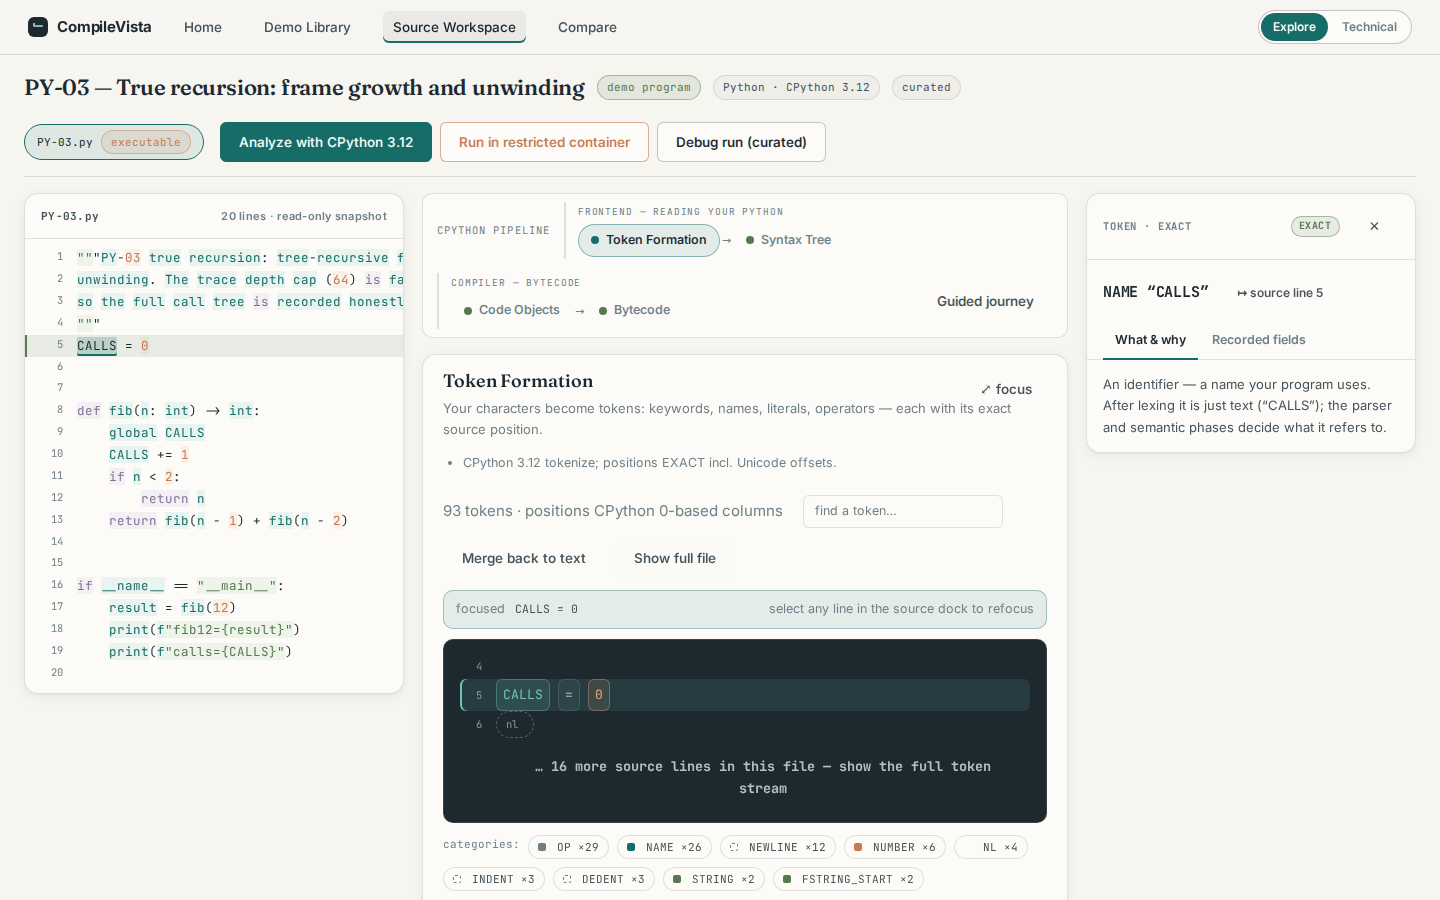 CompileVista
Home
Demo Library
Source Workspace
Compare
Explore
Technical
PY-03 — True recursion: frame growth and unwinding
demo program
Python · CPython 3.12
curated
PY-03.py executable
Analyze with CPython 3.12
Run in restricted container
Debug run (curated)
PY-03.py
20 lines · read-only snapshot
1 """PY-03 true recursion: tree-recursive f
2 unwinding. The trace depth cap (64) is fa
3 so the full call tree is recorded honestl
4 """
5 CALLS = 0
6
7
8 def fib(n: int) -> int:
9 global CALLS
10 CALLS += 1
11 if n < 2:
12 return n
13 return fib(n - 1) + fib(n - 2)
14
15
16 if __name__ == "__main__":
17 result = fib(12)
18 print(f"fib12={result}")
19 print(f"calls={CALLS}")
20
CPYTHON PIPELINE
FRONTEND — READING YOUR PYTHON
Token Formation → Syntax Tree
COMPILER — BYTECODE
Code Objects → Bytecode
Guided journey
Token Formation
⤢ focus
Your characters become tokens: keywords, names, literals, operators — each with its exact
source position.
• CPython 3.12 tokenize; positions EXACT incl. Unicode offsets.
93 tokens · positions CPython 0-based columns
find a token…
Merge back to text
Show full file
focused CALLS = 0
select any line in the source dock to refocus
4
5 CALLS = 0
6 nl
… 16 more source lines in this file — show the full token
stream
categories: OP ×29 NAME ×26 NEWLINE ×12 NUMBER ×6 NL ×4
INDENT ×3 DEDENT ×3 STRING ×2 FSTRING_START ×2
TOKEN · EXACT
EXACT
✕
NAME “CALLS”
↦ source line 5
What & why
Recorded fields
An identifier — a name your program uses.
After lexing it is just text (“CALLS”); the parser
and semantic phases decide what it refers to.